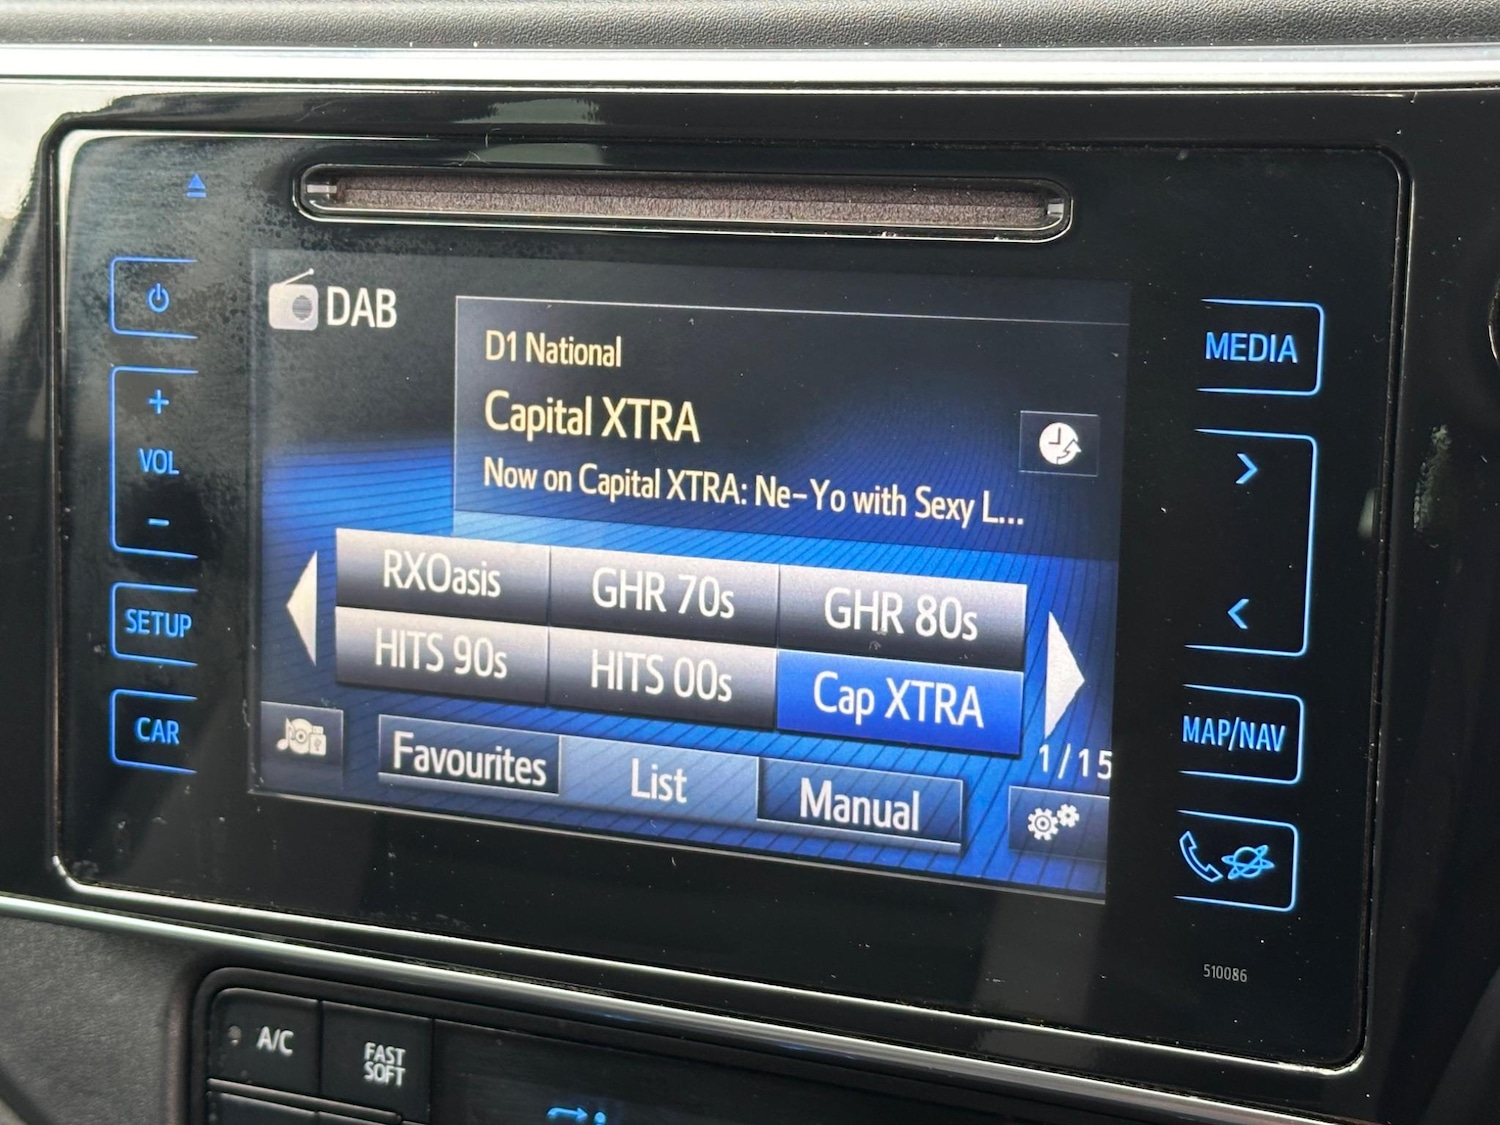 DAB
D1 National
Capital XTRA
Now on Capital XTRA: Ne-Yo with Sexy L...
RXOasis GHR 70s GHR 80s
HITS 90s HITS 00s Cap XTRA
1/15
Favourites List Manual
+
VOL
-
SETUP
CAR
MEDIA
>
<
MAP/NAV
510086
A/C
FAST
SOFT